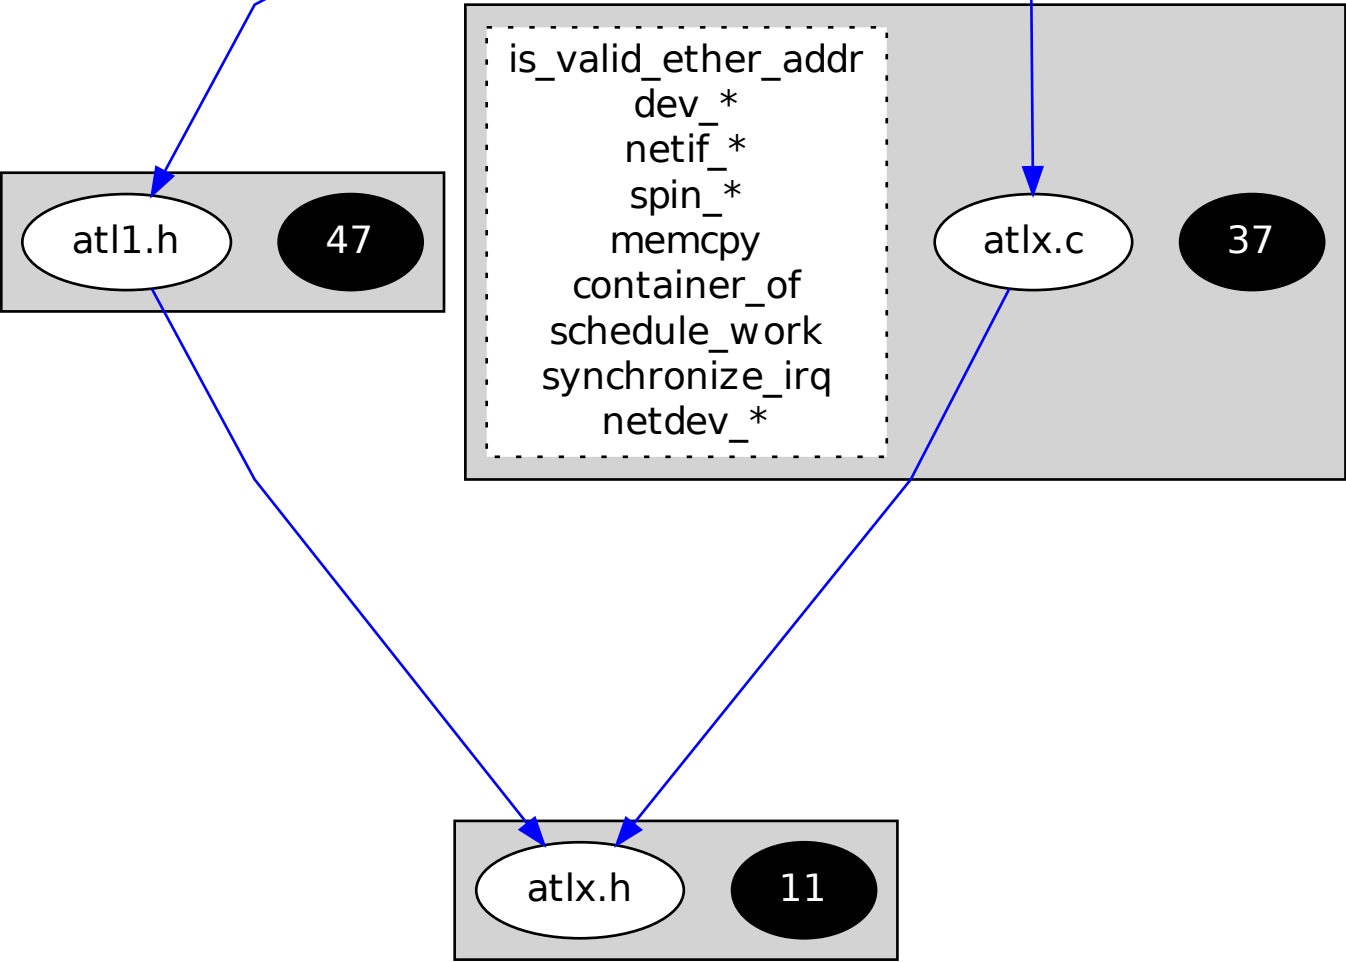 atl1.h
47
is_valid_ether_addr
dev_*
netif_*
spin_*
memcpy
container_of
schedule_work
synchronize_irq
netdev_*
atlx.c
37
atlx.h
11